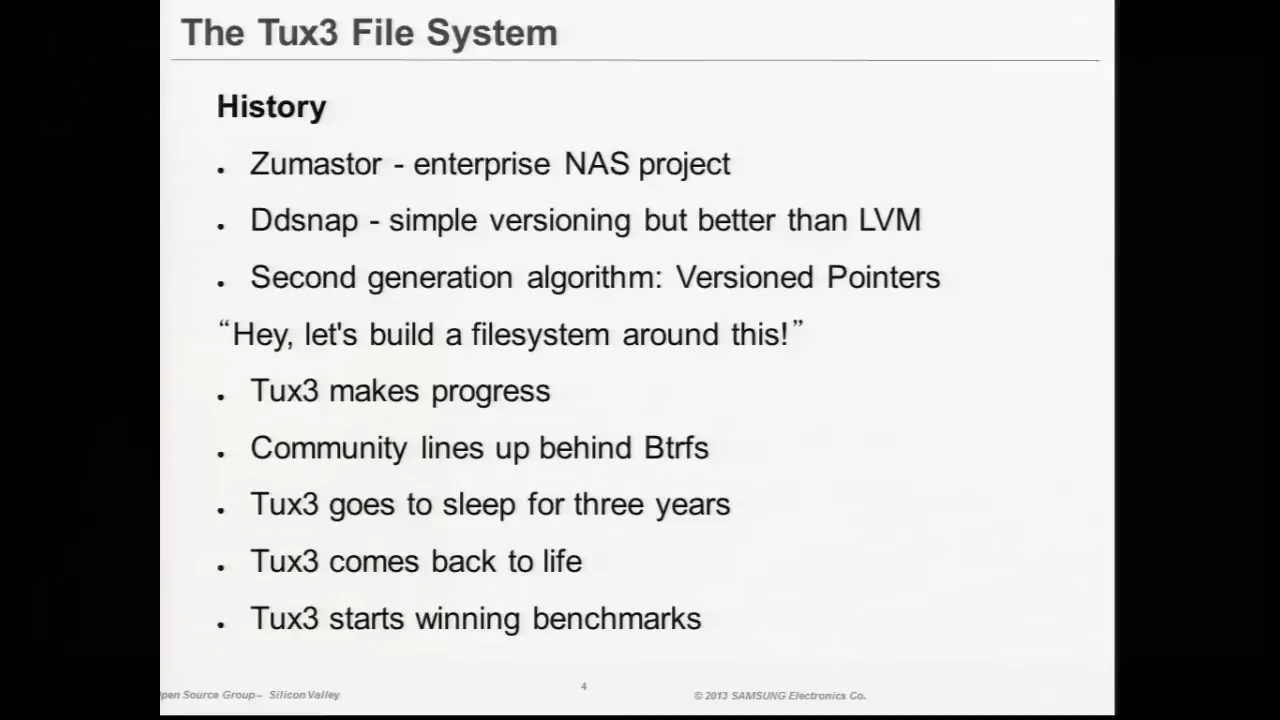 The Tux3 File System
History
. Zumastor - enterprise NAS project
. Ddsnap - simple versioning but better than LVM
. Second generation algorithm: Versioned Pointers
“Hey, let's build a filesystem around this!”
. Tux3 makes progress
. Community lines up behind Btrfs
. Tux3 goes to sleep for three years
. Tux3 comes back to life
. Tux3 starts winning benchmarks
pen Source Group– Silicon Valley
4
© 2013 SAMSUNG Electronics Co.